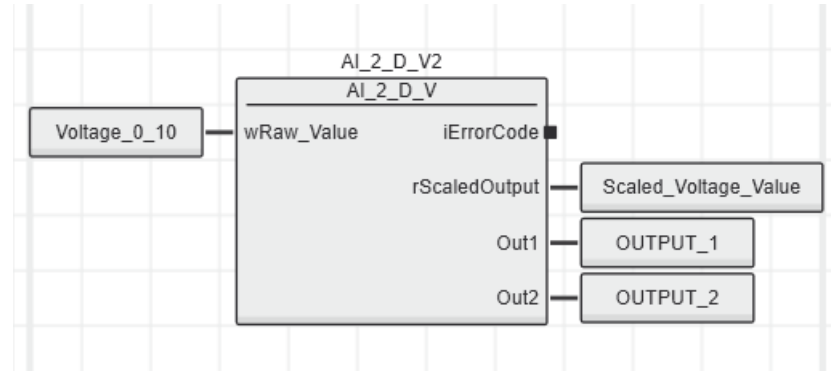 AI_2_D_V2
AI_2_D_V
Voltage_0_10 wRaw_Value iErrorCode
rScaledOutput Scaled_Voltage_Value
Out1 OUTPUT_1
Out2 OUTPUT_2